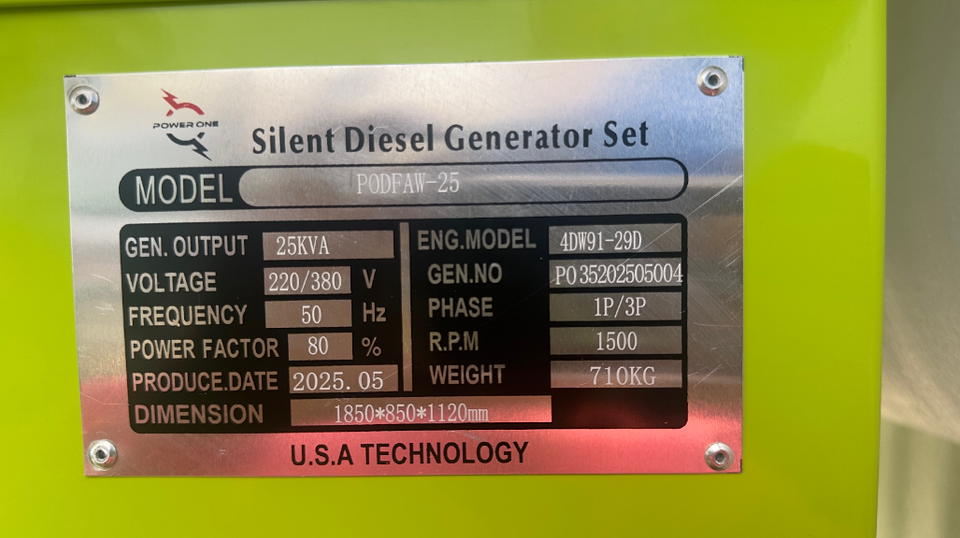 POWER ONE
Silent Diesel Generator Set
MODEL PODFAW-25
GEN. OUTPUT 25KVA
VOLTAGE 220/380 V
FREQUENCY 50 Hz
POWER FACTOR 80 %
PRODUCE.DATE 2025.05
ENG.MODEL 4DW91-29D
GEN.NO PO35202505004
PHASE 1P/3P
R.P.M 1500
WEIGHT 710KG
DIMENSION 1850*850*1120mm
U.S.A TECHNOLOGY